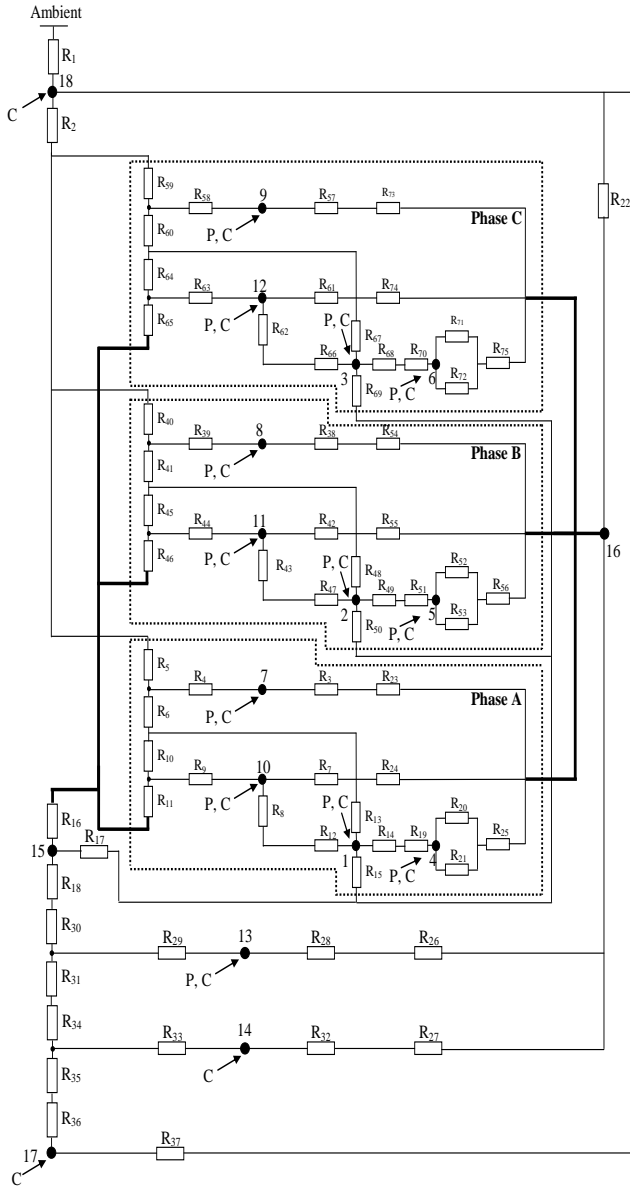 Ambient
R1
18
C
R2
R59
R58
9
R57
R73
R22
P, C
Phase C
R60
R64
R63
12
R61
R74
R65
P, C
R62
P, C
R67
R71
R66
R68
R70
R75
3
P, C
6
R72
R69
R40
R39
8
R38
R54
P, C
Phase B
R41
R45
R44
11
R42
R55
R46
P, C
R43
16
P, C
R48
R52
R47
R49
R51
R56
2
P, C
5
R53
R50
R5
R4
7
R3
R23
P, C
Phase A
R6
R10
R9
10
R7
R24
R11
P, C
R8
P, C
R13
R20
R16
R17
R12
R14
R19
R25
15
1
P, C
4
R21
R15
R18
R30
R29
13
R28
R26
P, C
R31
R34
R33
14
R32
R27
C
R35
R36
17
R37
C